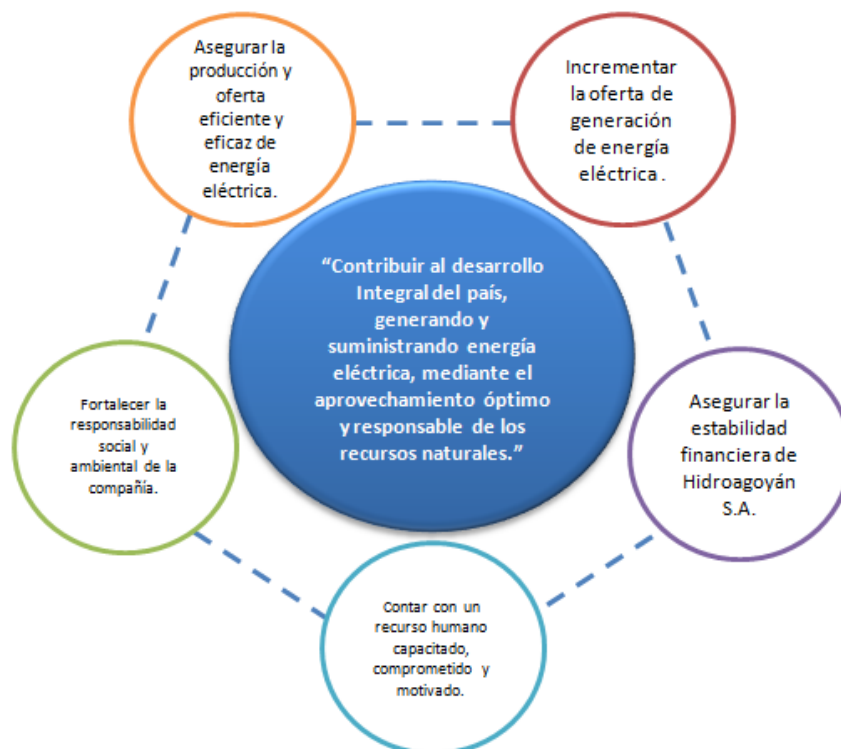 Asegurar la
producción y
oferta
eficiente y
eficaz de
energía
eléctrica.
Incrementar
la oferta de
generación
de energía
eléctrica .
“Contribuir al desarrollo
Integral del país,
generando y
suministrando energía
eléctrica, mediante el
aprovechamiento óptimo
y responsable de los
recursos naturales.”
Fortalecer la
responsabilidad
social y
ambiental de la
compañía.
Asegurar la
estabilidad
financiera de
Hidroagoyán
S.A.
Contar con un
recurso humano
capacitado,
comprometido y
motivado.